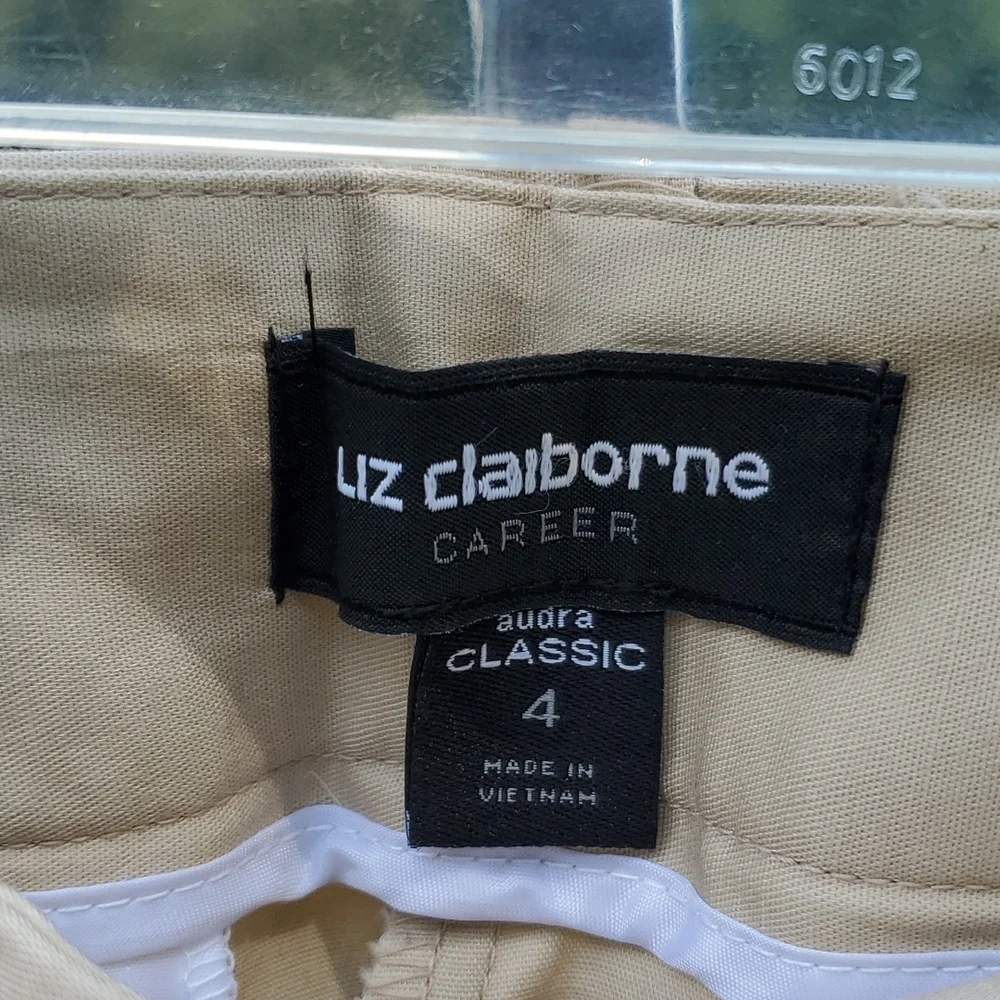 6012
LIZ claiborne
CAREER
audra
CLASSIC
4
MADE IN
VIETNAM